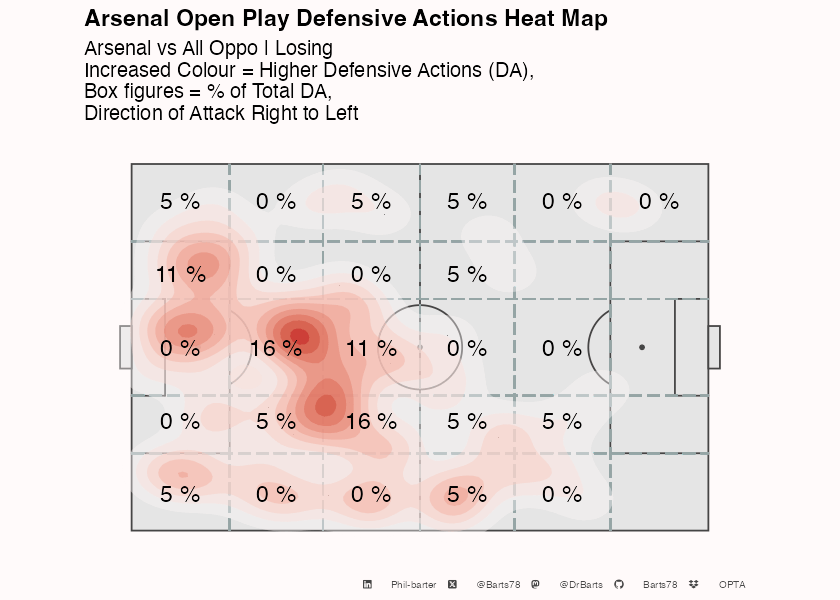 Arsenal Open Play Defensive Actions Heat Map
Arsenal vs All Oppo | Losing
Increased Colour = Higher Defensive Actions (DA),
Box figures = % of Total DA,
Direction of Attack Right to Left
5 % 0 % 5 % 5 % 0 % 0 %
11 % 0 % 0 % 5 %
0 % 16 % 11 % 0 % 0 %
0 % 5 % 16 % 5 % 5 %
5 % 0 % 0 % 5 % 0 %
Phil-barter @Barts78 @DrBarts Barts78 OPTA